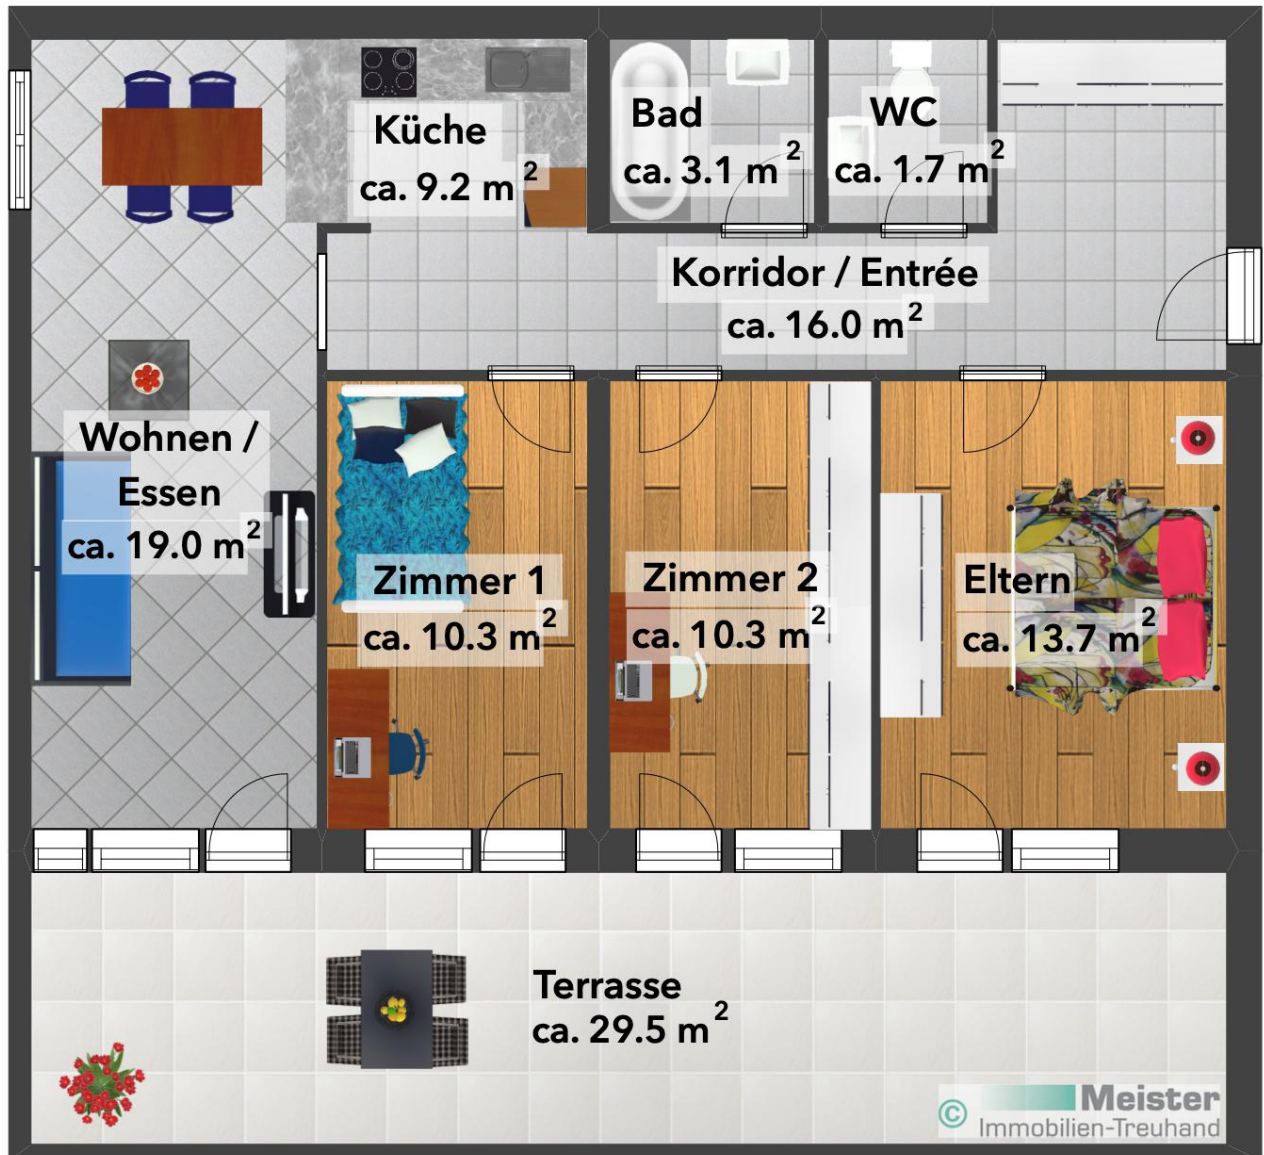 Küche
ca. 9.2 m²
Bad
ca. 3.1 m²
WC
ca. 1.7 m²
Korridor / Entrée
ca. 16.0 m²
Wohnen /
Essen
ca. 19.0 m²
Zimmer 1
ca. 10.3 m²
Zimmer 2
ca. 10.3 m²
Eltern
ca. 13.7 m²
Terrasse
ca. 29.5 m²
© Meister
Immobilien-Treuhand